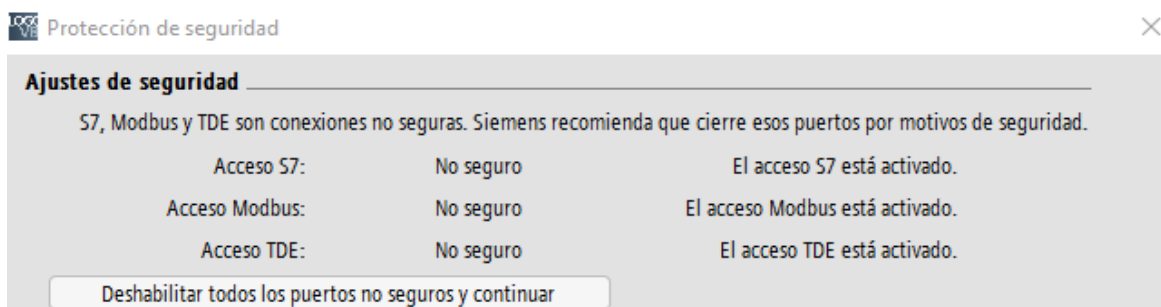 Protección de seguridad
Ajustes de seguridad
S7, Modbus y TDE son conexiones no seguras. Siemens recomienda que cierre esos puertos por motivos de seguridad.
Acceso S7: No seguro El acceso S7 está activado.
Acceso Modbus: No seguro El acceso Modbus está activado.
Acceso TDE: No seguro El acceso TDE está activado.
Deshabilitar todos los puertos no seguros y continuar